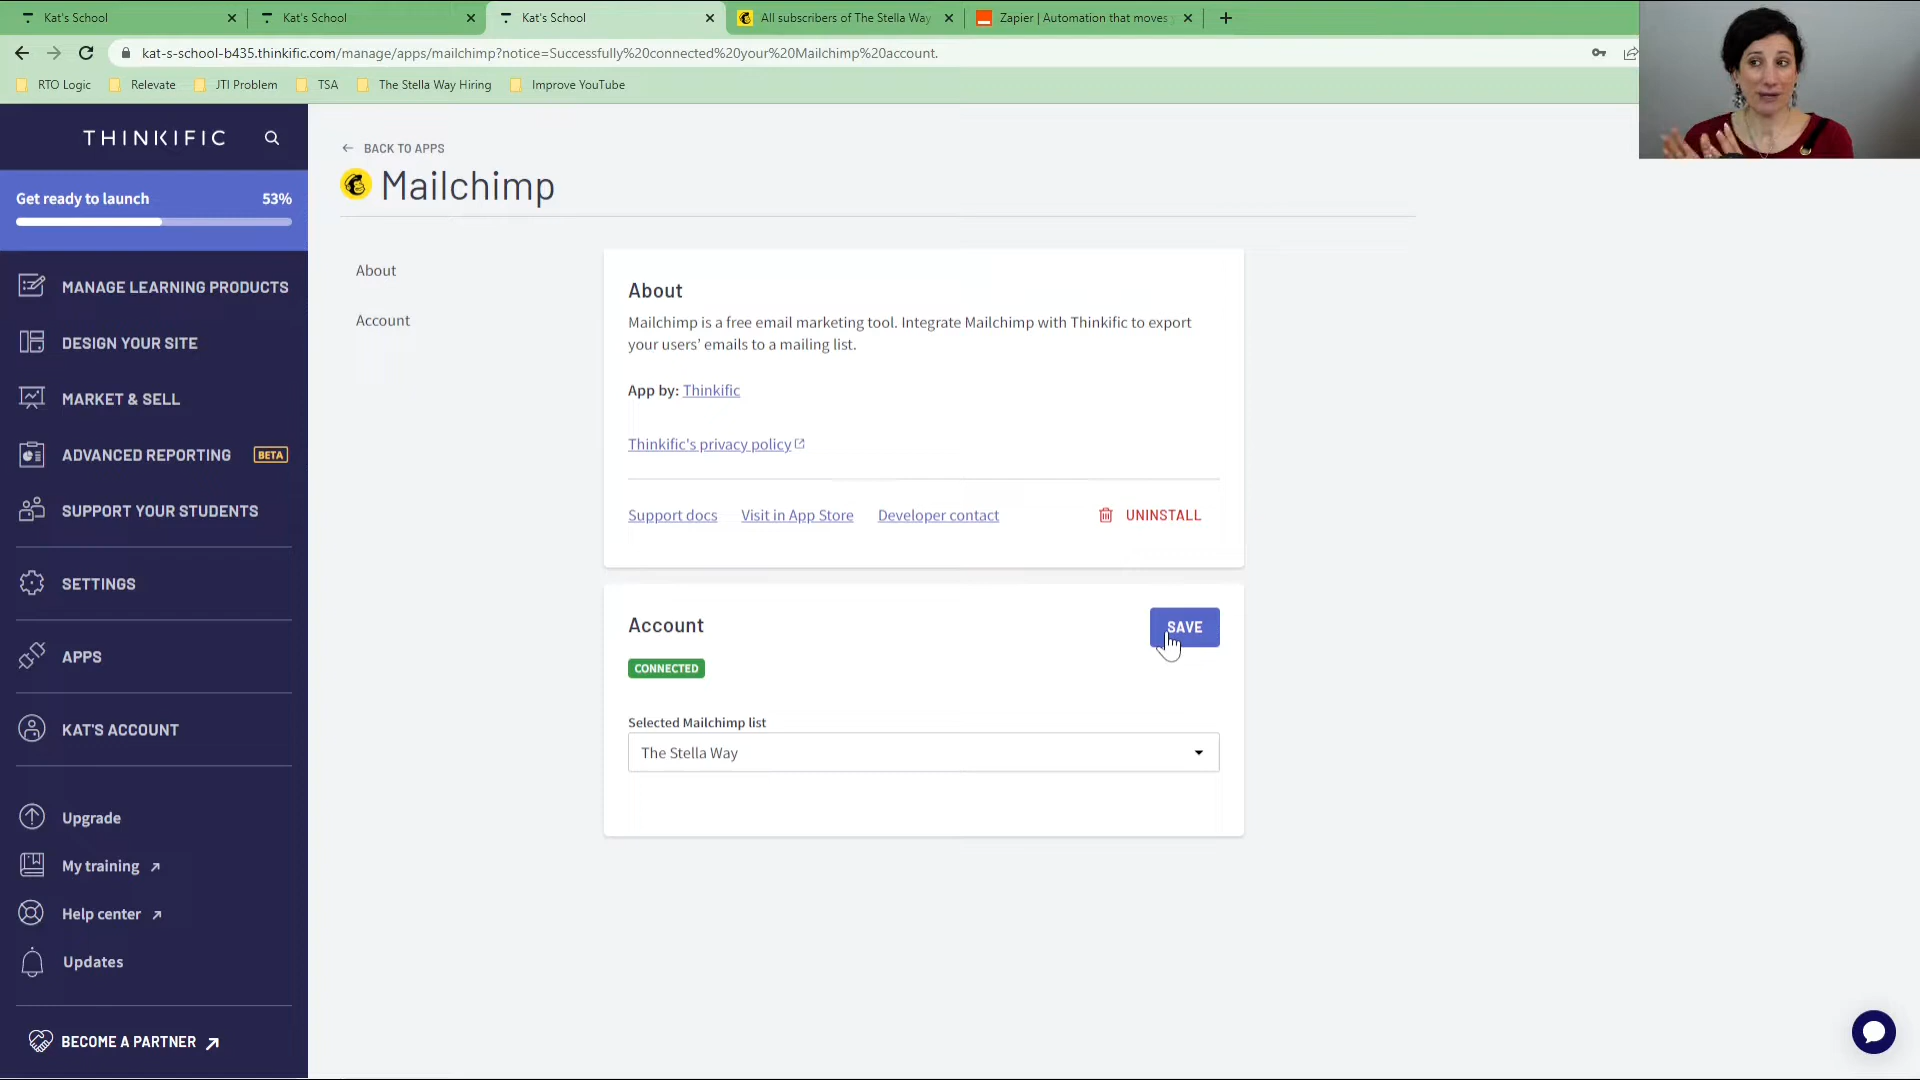 Kat's School
Kat's School
Kat's School
All subscribers of The Stella Way
Zapier | Automation that moves
kat-s-school-b435.thinkific.com/manage/apps/mailchimp?notice=Successfully%20connected%20your%20Mailchimp%20account.
RTO Logic
Relevate
JTI Problem
TSA
The Stella Way Hiring
Improve YouTube
THINKIFIC
Get ready to launch 53%
MANAGE LEARNING PRODUCTS
DESIGN YOUR SITE
MARKET & SELL
ADVANCED REPORTING BETA
SUPPORT YOUR STUDENTS
SETTINGS
APPS
KAT'S ACCOUNT
Upgrade
My training
Help center
Updates
BECOME A PARTNER
BACK TO APPS
Mailchimp
About
Account
About
Mailchimp is a free email marketing tool. Integrate Mailchimp with Thinkific to export
your users’ emails to a mailing list.
App by: Thinkific
Thinkific's privacy policy
Support docs Visit in App Store Developer contact UNINSTALL
Account SAVE
CONNECTED
Selected Mailchimp list
The Stella Way